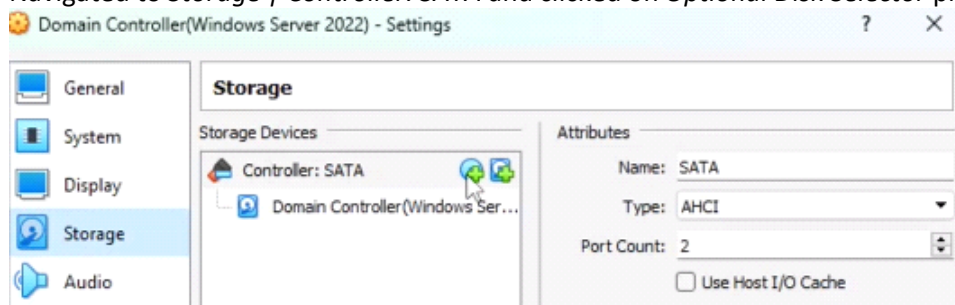 Domain Controller(Windows Server 2022) - Settings
? ×
General
System
Display
Storage
Audio
Storage
Storage Devices
Controller: SATA
Domain Controller(Windows Ser...
Attributes
Name: SATA
Type: AHCI
Port Count: 2
Use Host I/O Cache